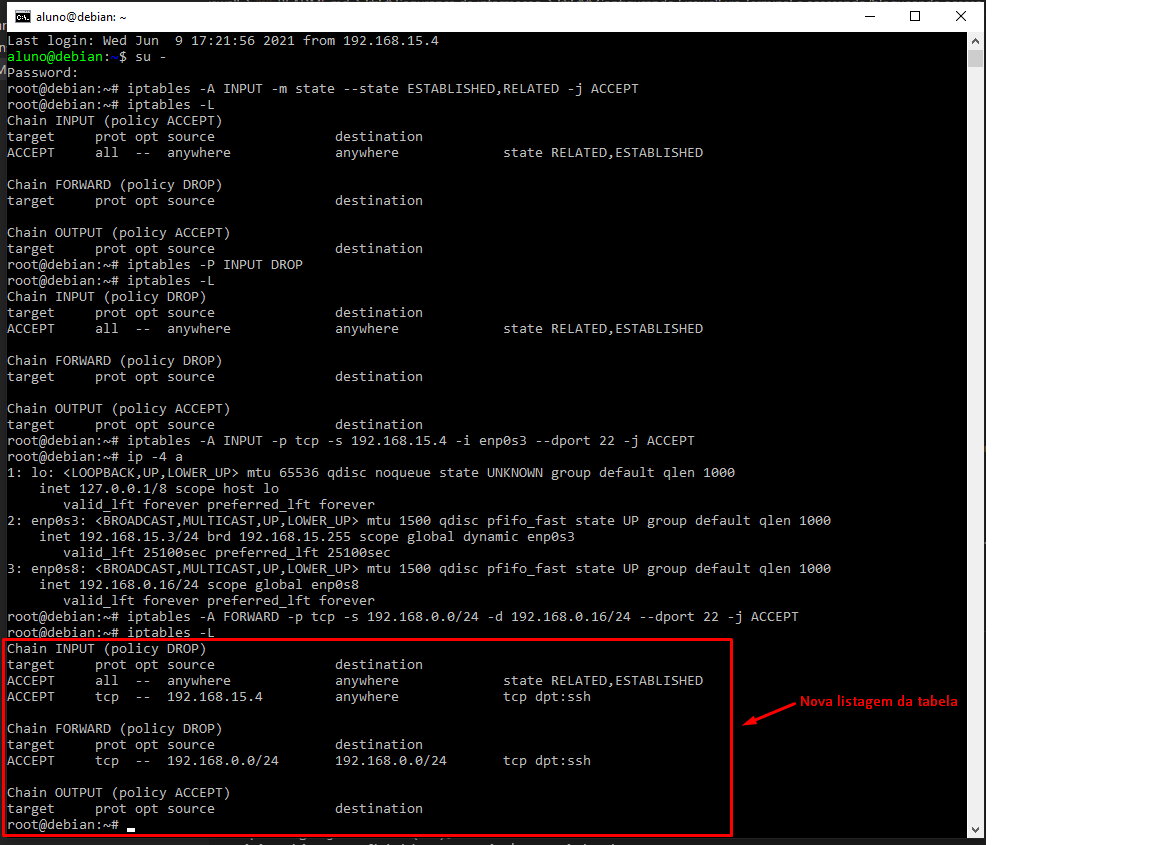 aluno@debian: ~
Last login: Wed Jun  9 17:21:56 2021 from 192.168.15.4
aluno@debian:~$ su -
Password:
root@debian:~# iptables -A INPUT -m state --state ESTABLISHED,RELATED -j ACCEPT
root@debian:~# iptables -L
Chain INPUT (policy ACCEPT)
target     prot opt source               destination
ACCEPT     all  --  anywhere             anywhere             state RELATED,ESTABLISHED

Chain FORWARD (policy DROP)
target     prot opt source               destination

Chain OUTPUT (policy ACCEPT)
target     prot opt source               destination
root@debian:~# iptables -P INPUT DROP
root@debian:~# iptables -L
Chain INPUT (policy DROP)
target     prot opt source               destination
ACCEPT     all  --  anywhere             anywhere             state RELATED,ESTABLISHED

Chain FORWARD (policy DROP)
target     prot opt source               destination

Chain OUTPUT (policy ACCEPT)
target     prot opt source               destination
root@debian:~# iptables -A INPUT -p tcp -s 192.168.15.4 -i enp0s3 --dport 22 -j ACCEPT
root@debian:~# ip -4 a
1: lo: <LOOPBACK,UP,LOWER_UP> mtu 65536 qdisc noqueue state UNKNOWN group default qlen 1000
    inet 127.0.0.1/8 scope host lo
       valid_lft forever preferred_lft forever
2: enp0s3: <BROADCAST,MULTICAST,UP,LOWER_UP> mtu 1500 qdisc pfifo_fast state UP group default qlen 1000
    inet 192.168.15.3/24 brd 192.168.15.255 scope global dynamic enp0s3
       valid_lft 25100sec preferred_lft 25100sec
3: enp0s8: <BROADCAST,MULTICAST,UP,LOWER_UP> mtu 1500 qdisc pfifo_fast state UP group default qlen 1000
    inet 192.168.0.16/24 scope global enp0s8
       valid_lft forever preferred_lft forever
root@debian:~# iptables -A FORWARD -p tcp -s 192.168.0.0/24 -d 192.168.0.16/24 --dport 22 -j ACCEPT
root@debian:~# iptables -L
Chain INPUT (policy DROP)
target     prot opt source               destination
ACCEPT     all  --  anywhere             anywhere             state RELATED,ESTABLISHED
ACCEPT     tcp  --  192.168.15.4         anywhere             tcp dpt:ssh
Nova listagem da tabela

Chain FORWARD (policy DROP)
target     prot opt source               destination
ACCEPT     tcp  --  192.168.0.0/24       192.168.0.0/24       tcp dpt:ssh

Chain OUTPUT (policy ACCEPT)
target     prot opt source               destination
root@debian:~#